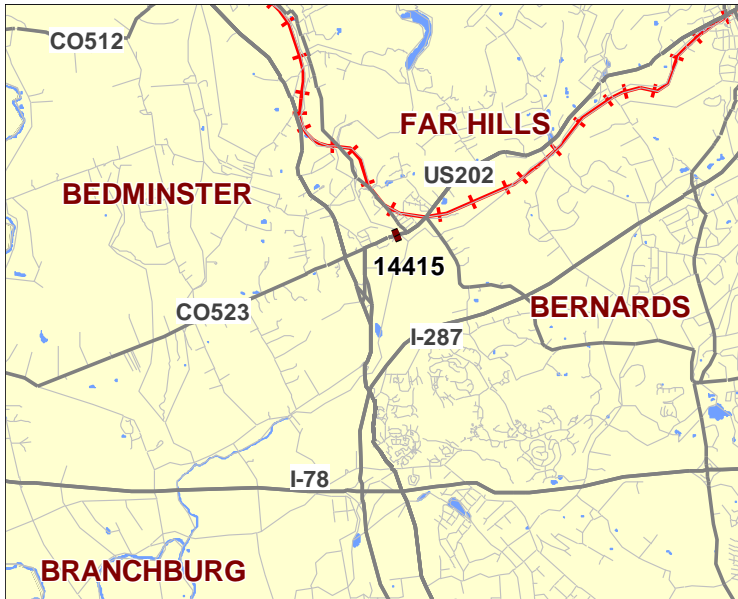 CO512
FAR HILLS
US202
BEDMINSTER
14415
BERNARDS
CO523
I-287
I-78
BRANCHBURG